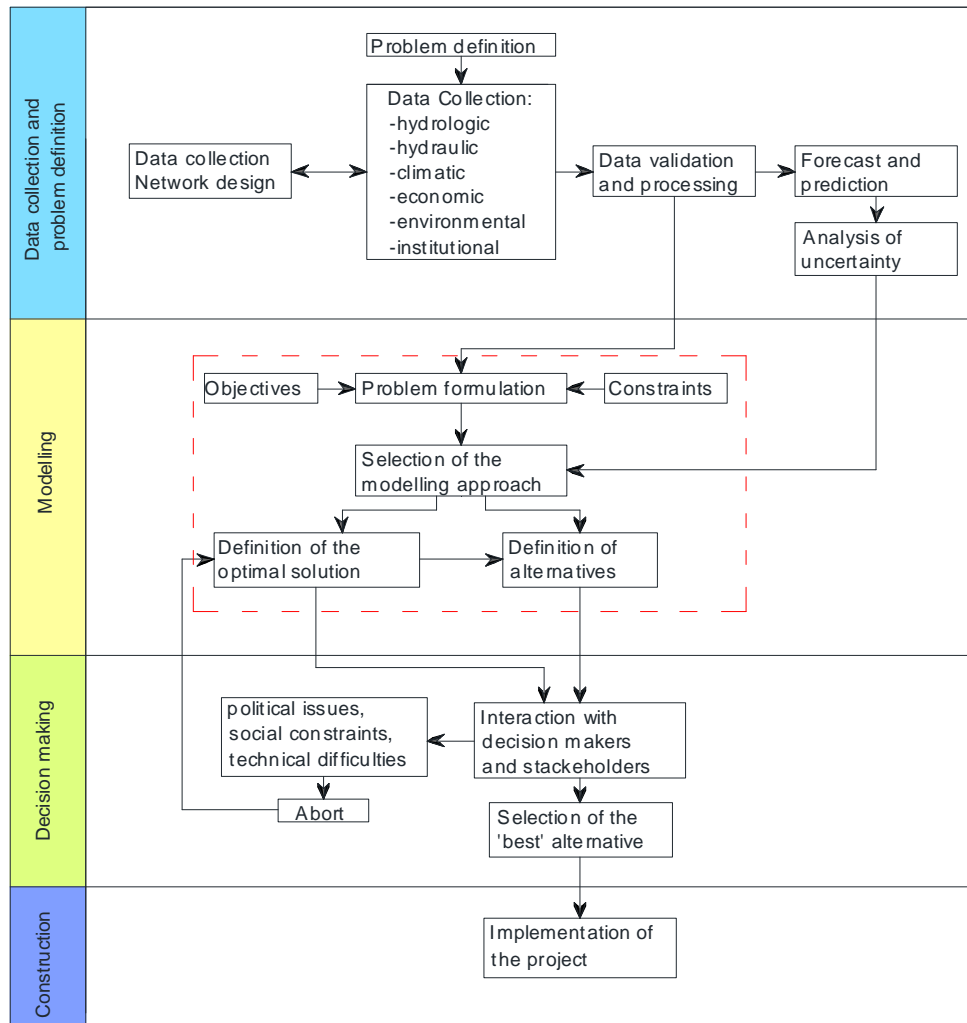 Data collection and
problem definition
Problem definition
Data Collection:
-hydrologic
-hydraulic
-climatic
-economic
-environmental
-institutional
Data collection
Network design
Data validation
and processing
Forecast and
prediction
Analysis of
uncertainty
Modelling
Objectives
Problem formulation
Constraints
Selection of the
modelling approach
Definition of the
optimal solution
Definition of
alternatives
Decision making
political issues,
social constraints,
technical difficulties
Interaction with
decision makers
and stackeholders
Abort
Selection of the
'best' alternative
Construction
Implementation of
the project